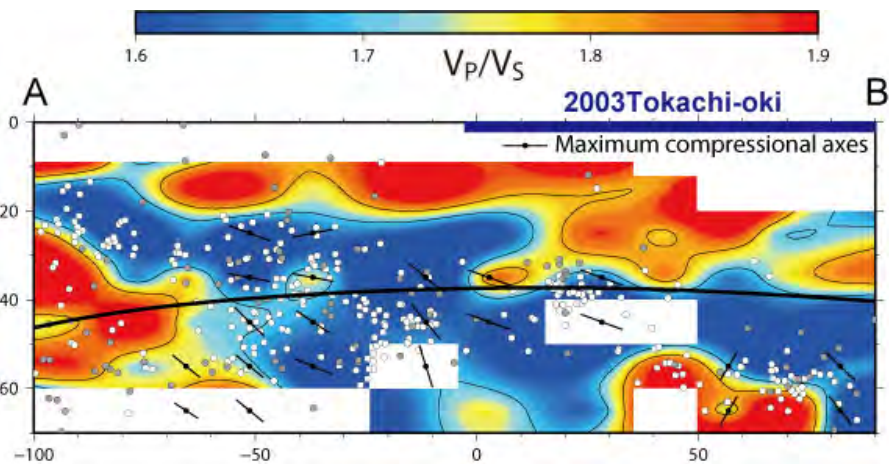 1.6 1.7 1.8 1.9
VP/VS
A B
2003Tokachi-oki
Maximum compressional axes
0
20
40
60
-100 -50 0 50